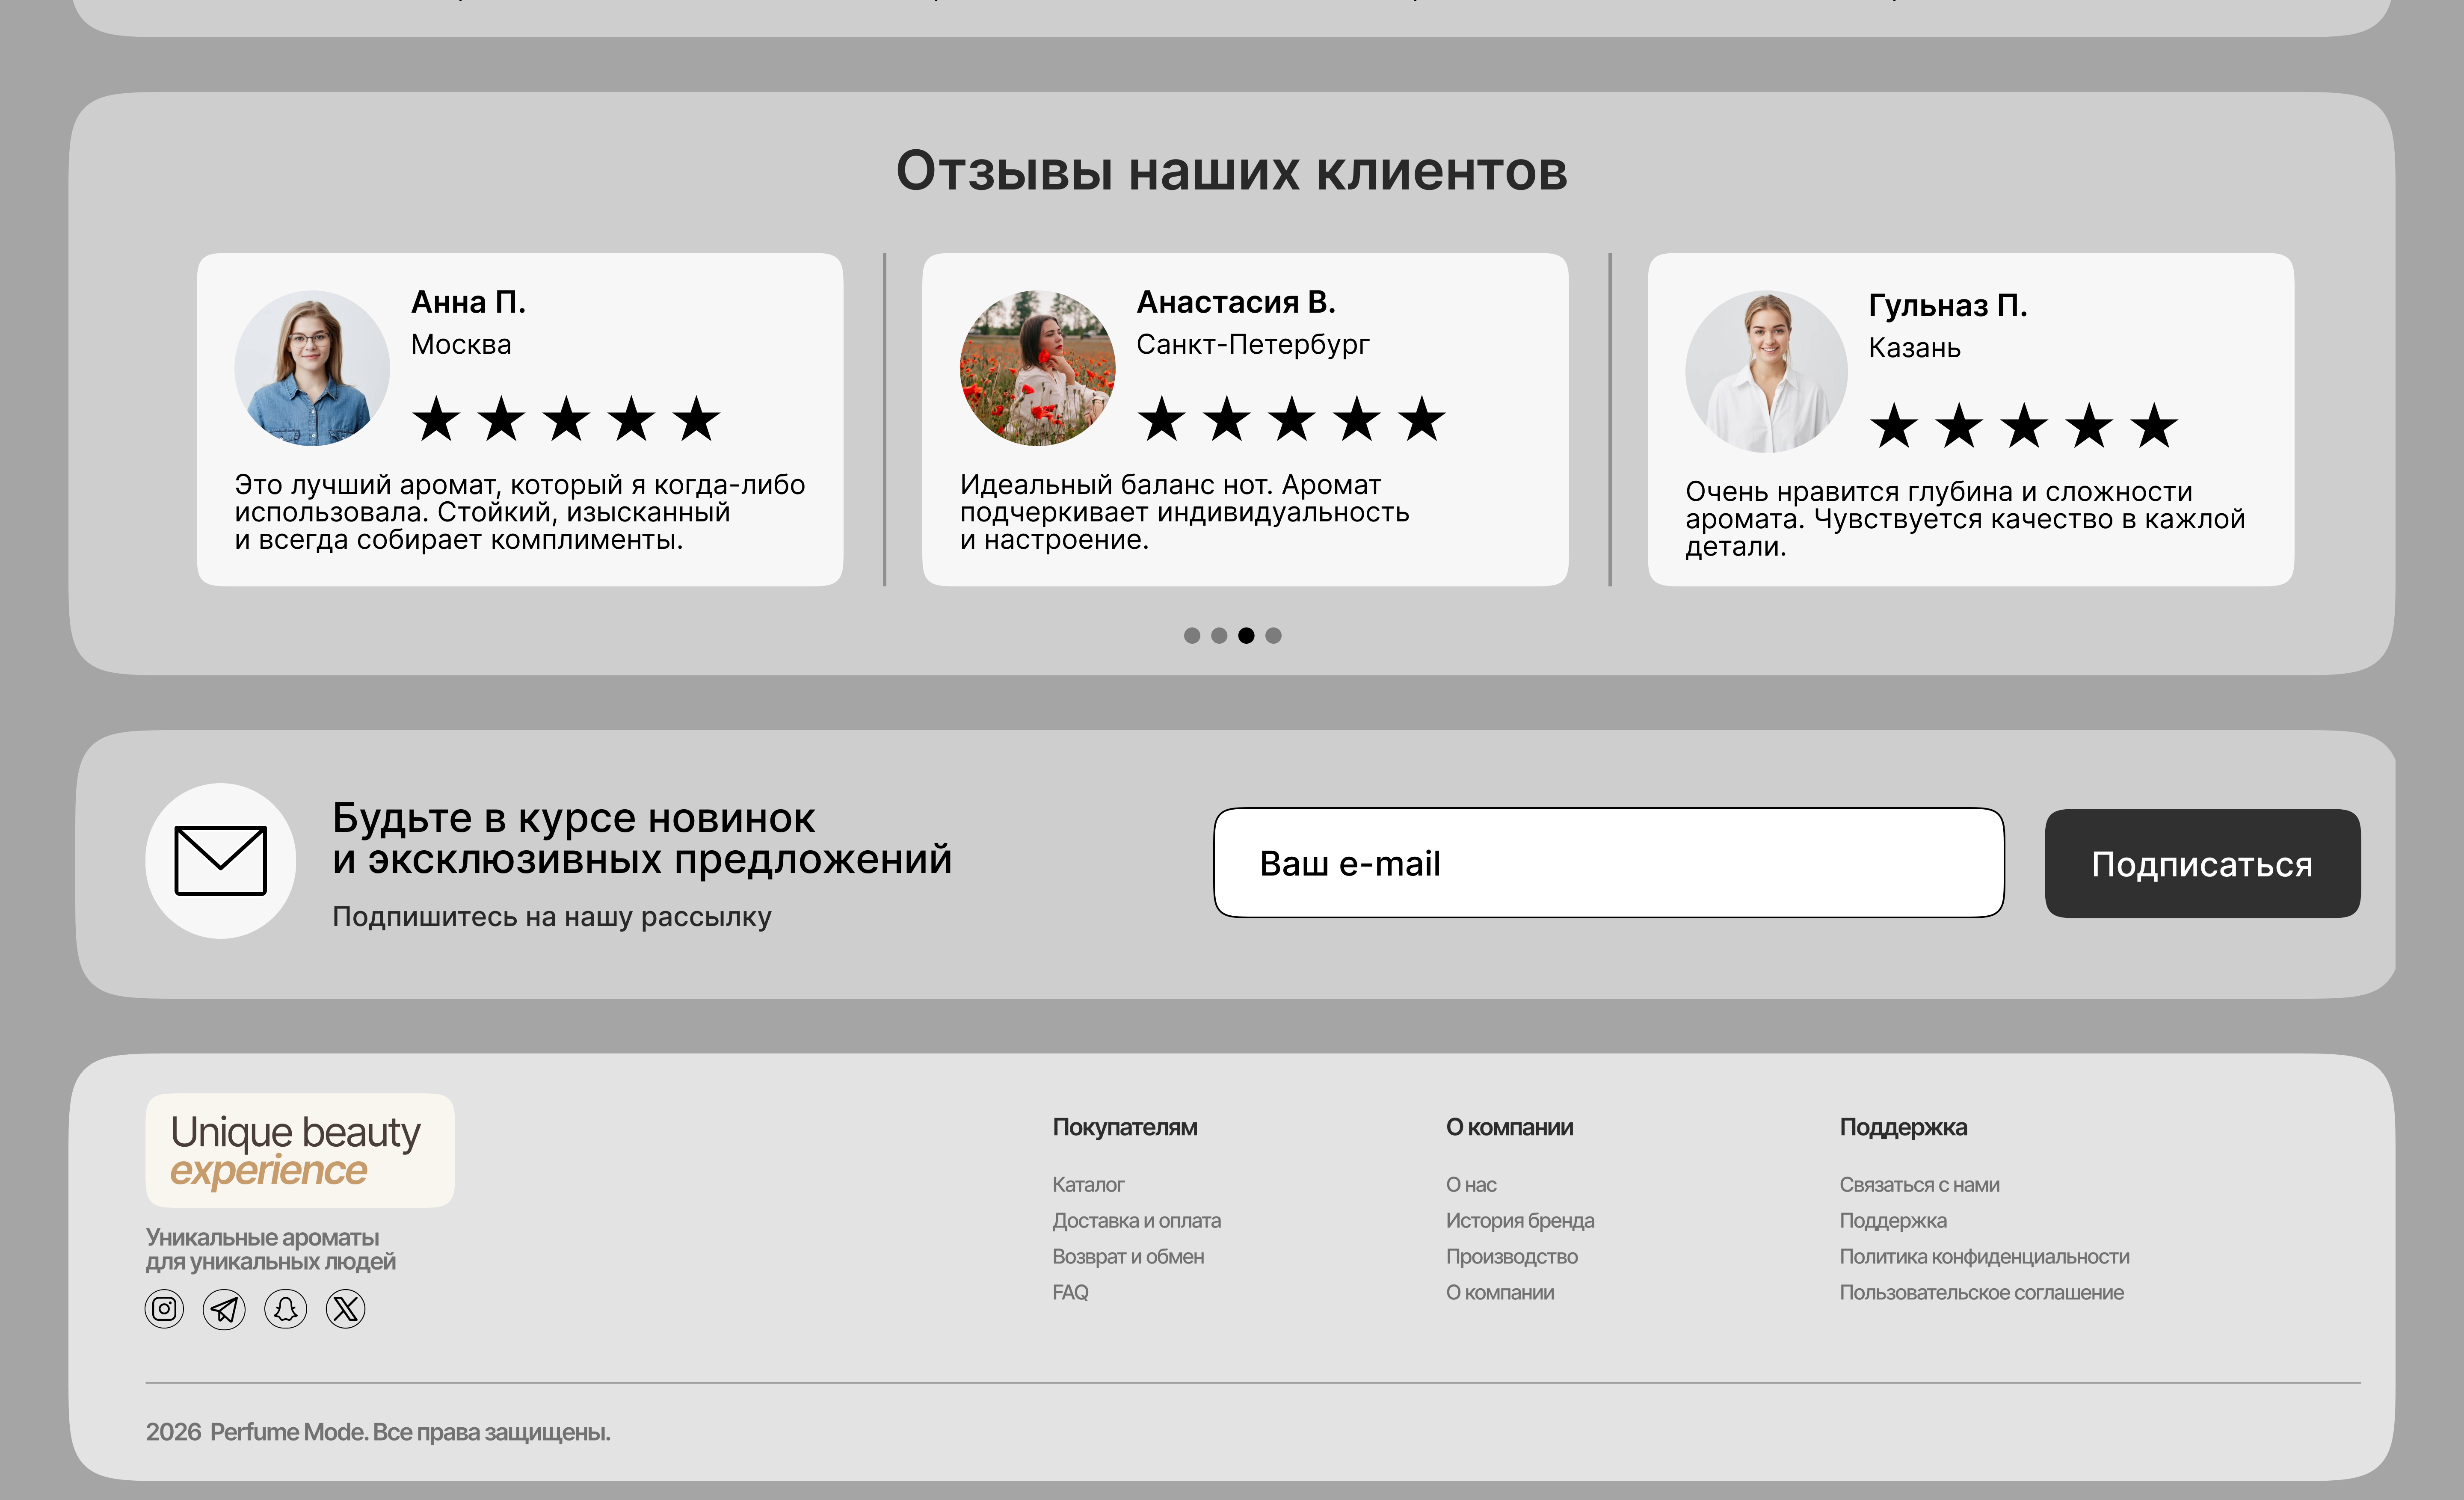 Отзывы наших клиентов
Анна П.
Москва
Это лучший аромат, который я когда-либо
использовала. Стойкий, изысканный
и всегда собирает комплименты.
Анастасия В.
Санкт-Петербург
Идеальный баланс нот. Аромат
подчеркивает индивидуальность
и настроение.
Гульназ П.
Казань
Очень нравится глубина и сложности
аромата. Чувствуется качество в кажлой
детали.
Будьте в курсе новинок
и эксклюзивных предложений
Подпишитесь на нашу рассылку
Ваш e-mail
Подписаться
Unique beauty
experience
Уникальные ароматы
для уникальных людей
Покупателям
Каталог
Доставка и оплата
Возврат и обмен
FAQ
О компании
О нас
История бренда
Производство
О компании
Поддержка
Связаться с нами
Поддержка
Политика конфиденциальности
Пользовательское соглашение
2026 Perfume Mode. Все права защищены.